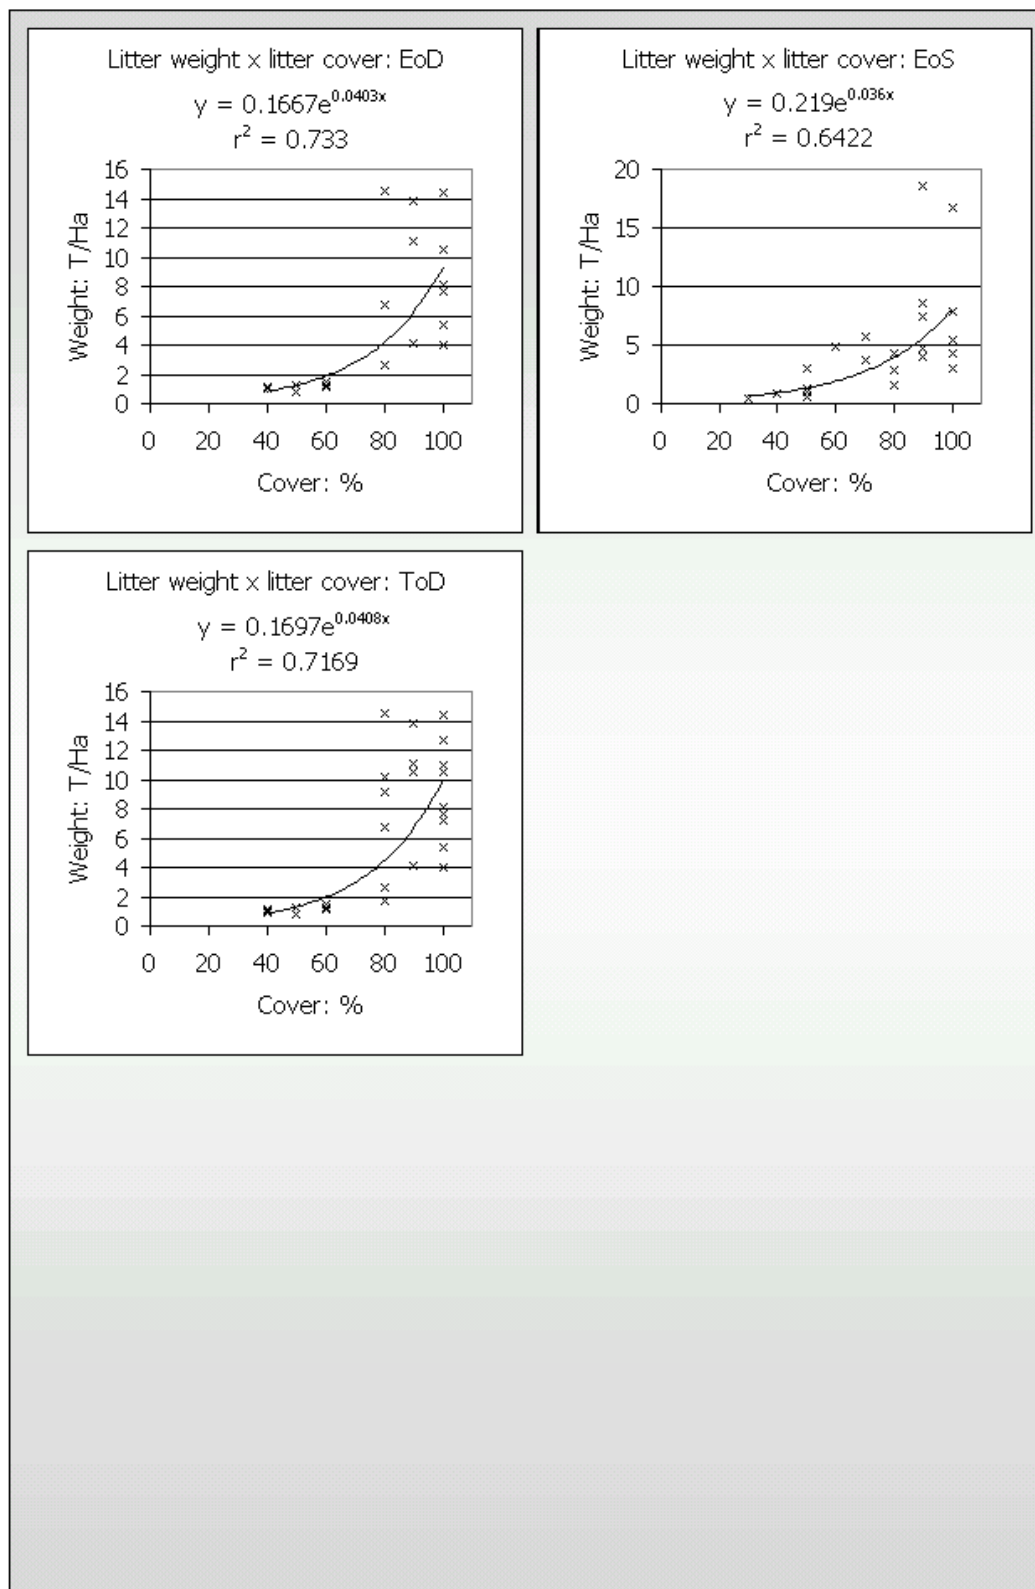 Litter weight x litter cover: EoD
y = 0.1667e^0.0403x
r² = 0.733
16
14
12
10
8
6
4
2
0
Weight: T/Ha
0 20 40 60 80 100
Cover: %
Litter weight x litter cover: EoS
y = 0.219e^0.036x
r² = 0.6422
20
15
10
5
0
Weight: T/Ha
0 20 40 60 80 100
Cover: %
Litter weight x litter cover: ToD
y = 0.1697e^0.0408x
r² = 0.7169
16
14
12
10
8
6
4
2
0
Weight: T/Ha
0 20 40 60 80 100
Cover: %